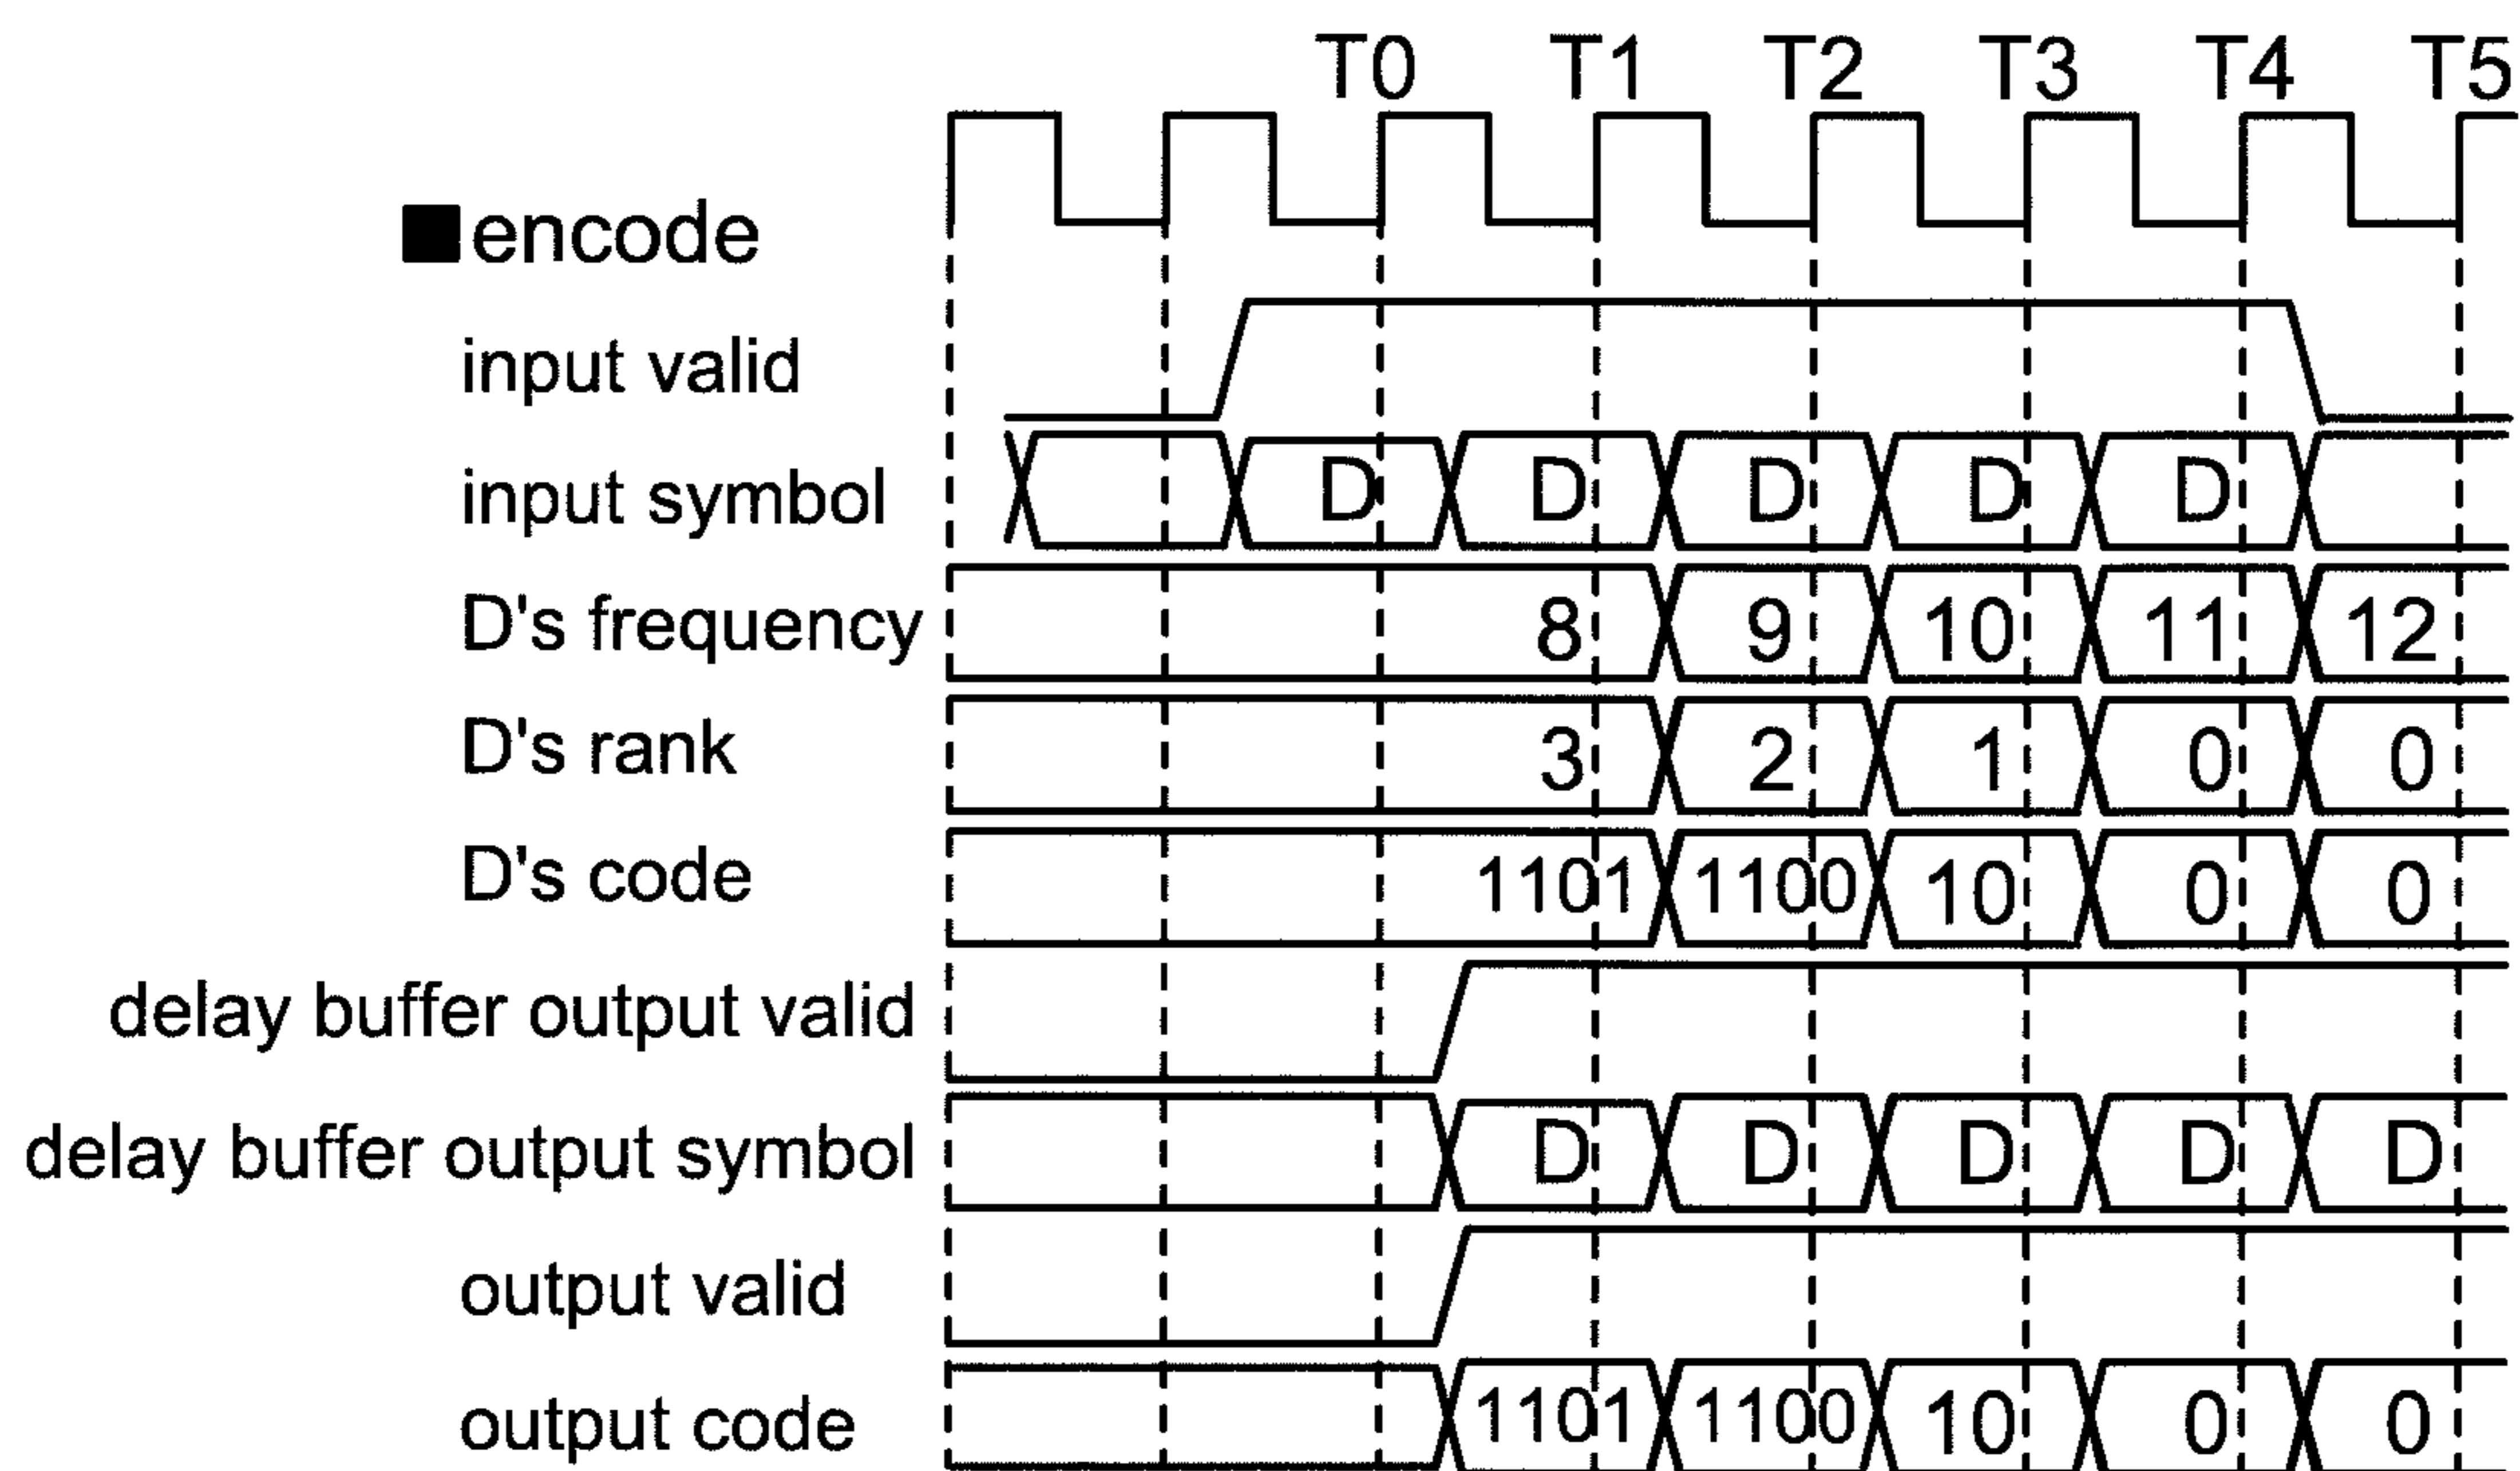 T0 T1 T2 T3 T4 T5
■encode
input valid
input symbol D D D D D
D's frequency 8 9 10 11 12
D's rank 3 2 1 0 0
D's code 1101 1100 10 0 0
delay buffer output valid
delay buffer output symbol D D D D D
output valid
output code 1101 1100 10 0 0